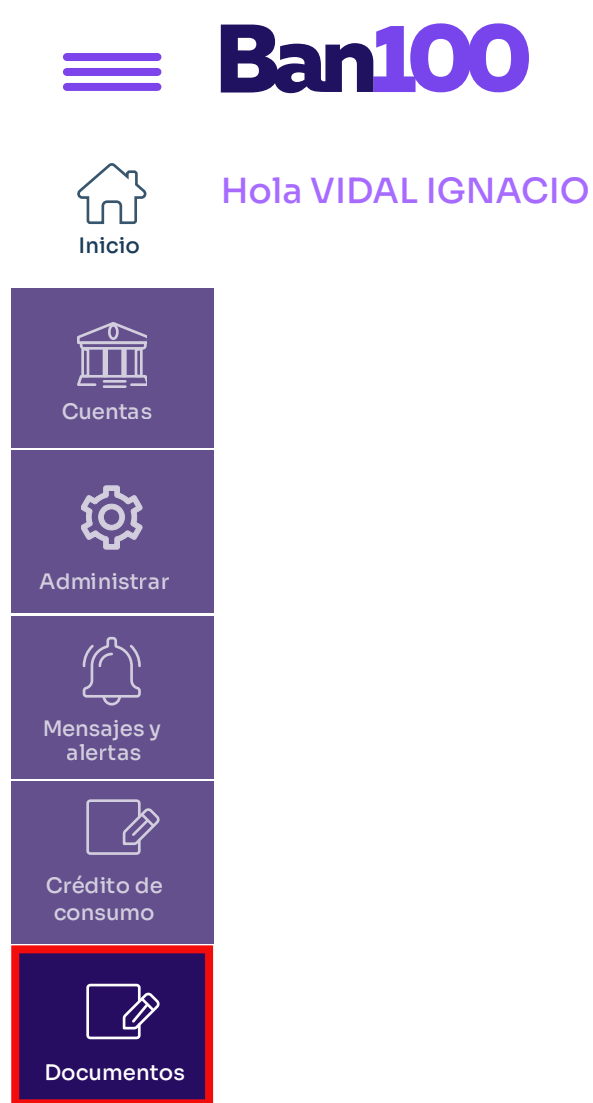 Ban100
Hola VIDAL IGNACIO
Inicio
Cuentas
Administrar
Mensajes y
alertas
Crédito de
consumo
Documentos